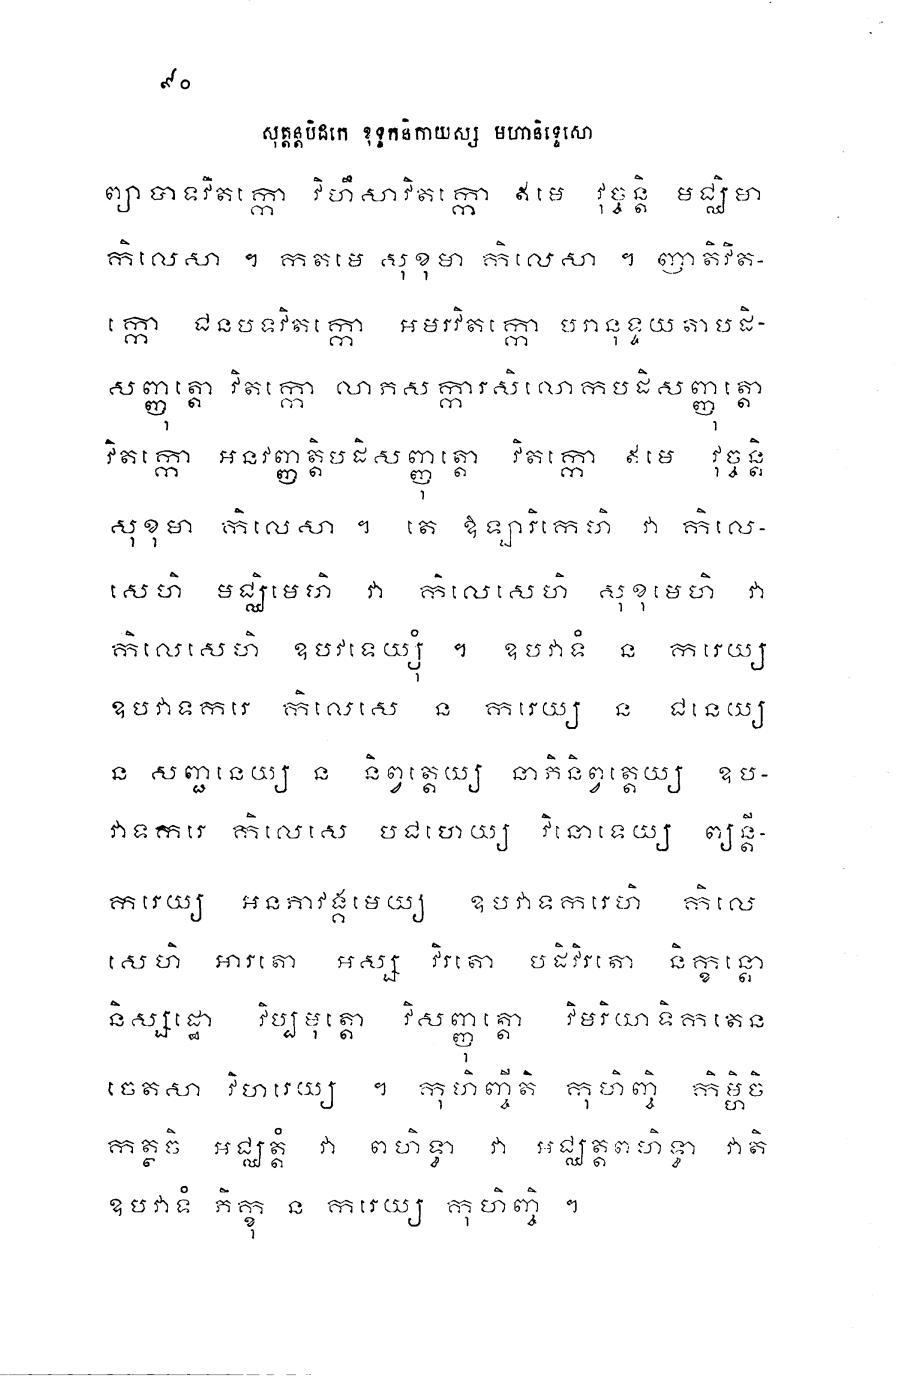 ៩០
សុត្តន្តបិដកេ ខុទ្ទកនិកាយស្ស មហានិទ្ទេសោ
ព្យាបាទវិតក្កោ វិហឹសាវិតក្កោ ឥមេ វុច្ចន្តិ មជ្ឈិមា
កិលេសា ។ កតមេ សុខុមា កិលេសា ។ ញាតិវិត-
ក្កោ ជនបទវិតក្កោ អមរវិតក្កោ បរានុទ្ទយតាបដិ-
សញ្ញុត្តោ វិតក្កោ លាភសក្ការសិលោកបដិសញ្ញុត្តោ
វិតក្កោ អនវញ្ញត្តិបដិសញ្ញុត្តោ វិតក្កោ ឥមេ វុច្ចន្តិ
សុខុមា កិលេសា ។ តេ ឱឡារិកេហិ វា កិលេ-
សេហិ មជ្ឈិមេហិ វា កិលេសេហិ សុខុមេហិ វា
កិលេសេហិ ឧបវទេយ្យុំ ។ ឧបវាទំ ន ករេយ្យ
ឧបវាទករេ កិលេសេ ន ករេយ្យ ន ជនេយ្យ
ន សញ្ជនេយ្យ ន និព្វត្តេយ្យ នាភិនិព្វត្តេយ្យ ឧប-
វាទករេ កិលេសេ បជហេយ្យ វិនោទេយ្យ ព្យន្តី-
ករេយ្យ អនភាវង្គមេយ្យ ឧបវាទករេហិ កិលេ
សេហិ អារតោ អស្ស វិរតោ បដិវិរតោ និក្ខន្តោ
និស្សដ្ឋោ វិប្បមុត្តោ វិសញ្ញុត្តោ វិមរិយាទិកតេន
ចេតសា វិហរេយ្យ ។ កុហិញ្ចីតិ កុហិញ្ចិ កិម្ហិចិ
កត្ថចិ អជ្ឈត្តំ វា ពហិទ្ធា វា អជ្ឈត្តពហិទ្ធា វាតិ
ឧបវាទំ ភិក្ខុ ន ករេយ្យ កុហិញ្ចិ ។